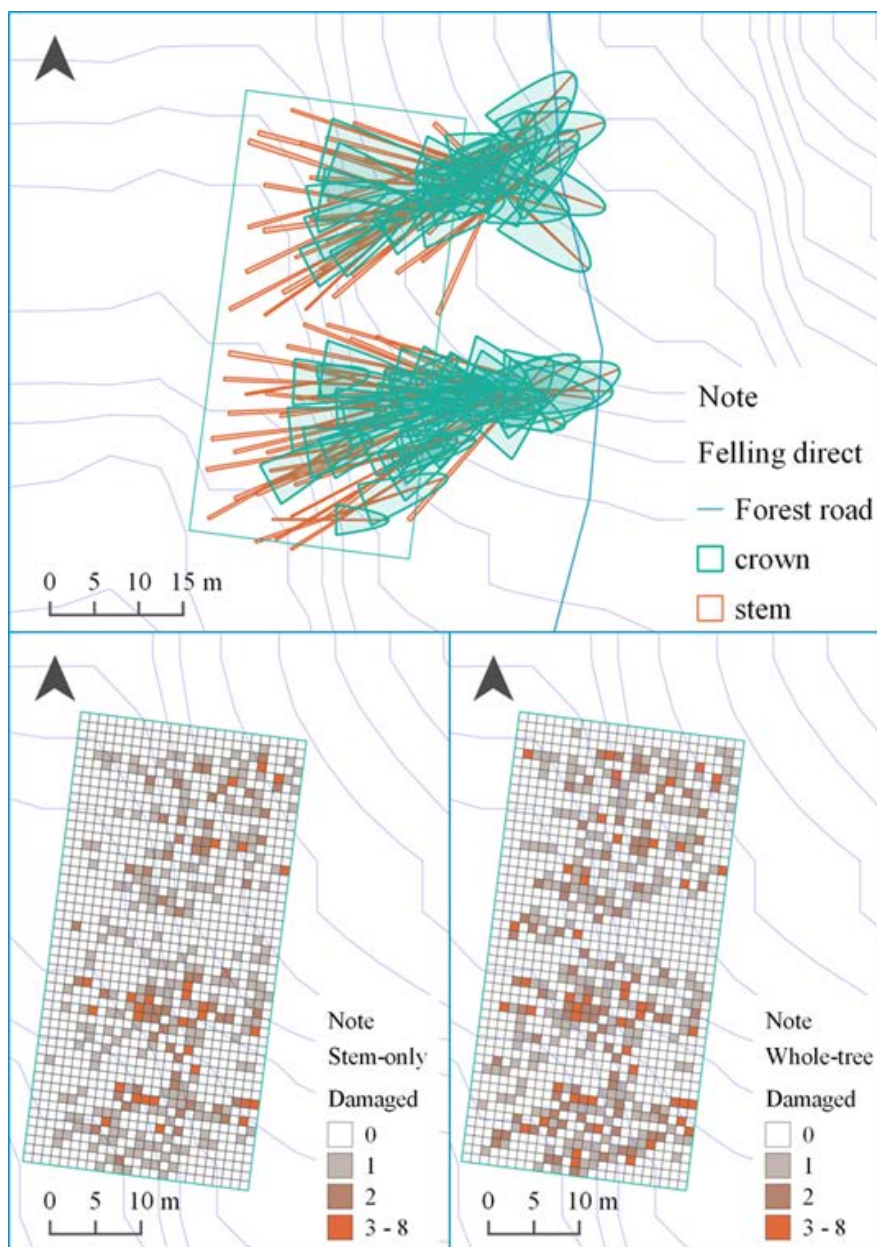 Note
Felling direct
Forest road
crown
stem
0 5 10 15 m
Note
Stem-only
Damaged
0
1
2
3 - 8
0 10 m
Note
Whole-tree
Damaged
0
1
2
3 - 8
0 5 10 m